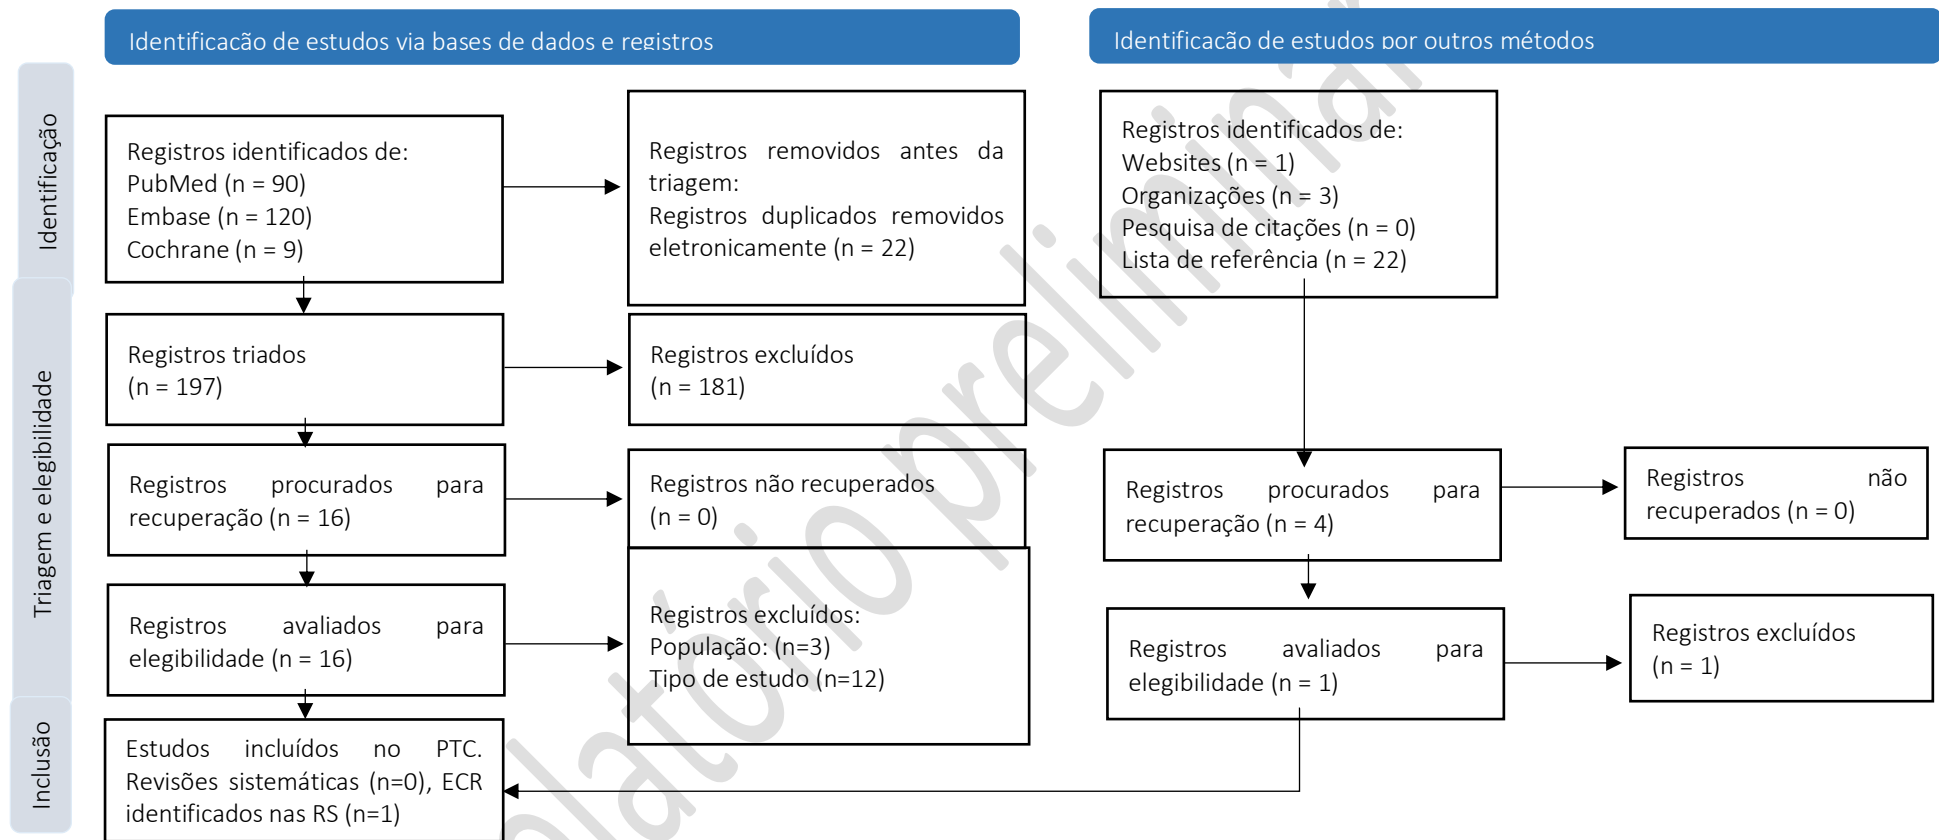 Identificação de estudos via bases de dados e registros
Identificação de estudos por outros métodos
Identificação
Registros identificados de:
PubMed (n = 90)
Embase (n = 120)
Cochrane (n = 9)
Registros removidos antes da
triagem:
Registros duplicados removidos
eletronicamente (n = 22)
Registros identificados de:
Websites (n = 1)
Organizações (n = 3)
Pesquisa de citações (n = 0)
Lista de referência (n = 22)
Triagem e elegibilidade
Registros triados
(n = 197)
Registros excluídos
(n = 181)
Registros procurados para
recuperação (n = 16)
Registros não recuperados
(n = 0)
Registros procurados para
recuperação (n = 4)
Registros não
recuperados (n = 0)
Registros avaliados para
elegibilidade (n = 16)
Registros excluídos:
População: (n=3)
Tipo de estudo (n=12)
Registros avaliados para
elegibilidade (n = 1)
Registros excluídos
(n = 1)
Inclusão
Estudos incluídos no PTC.
Revisões sistemáticas (n=0), ECR
identificados nas RS (n=1)
latório preliminar